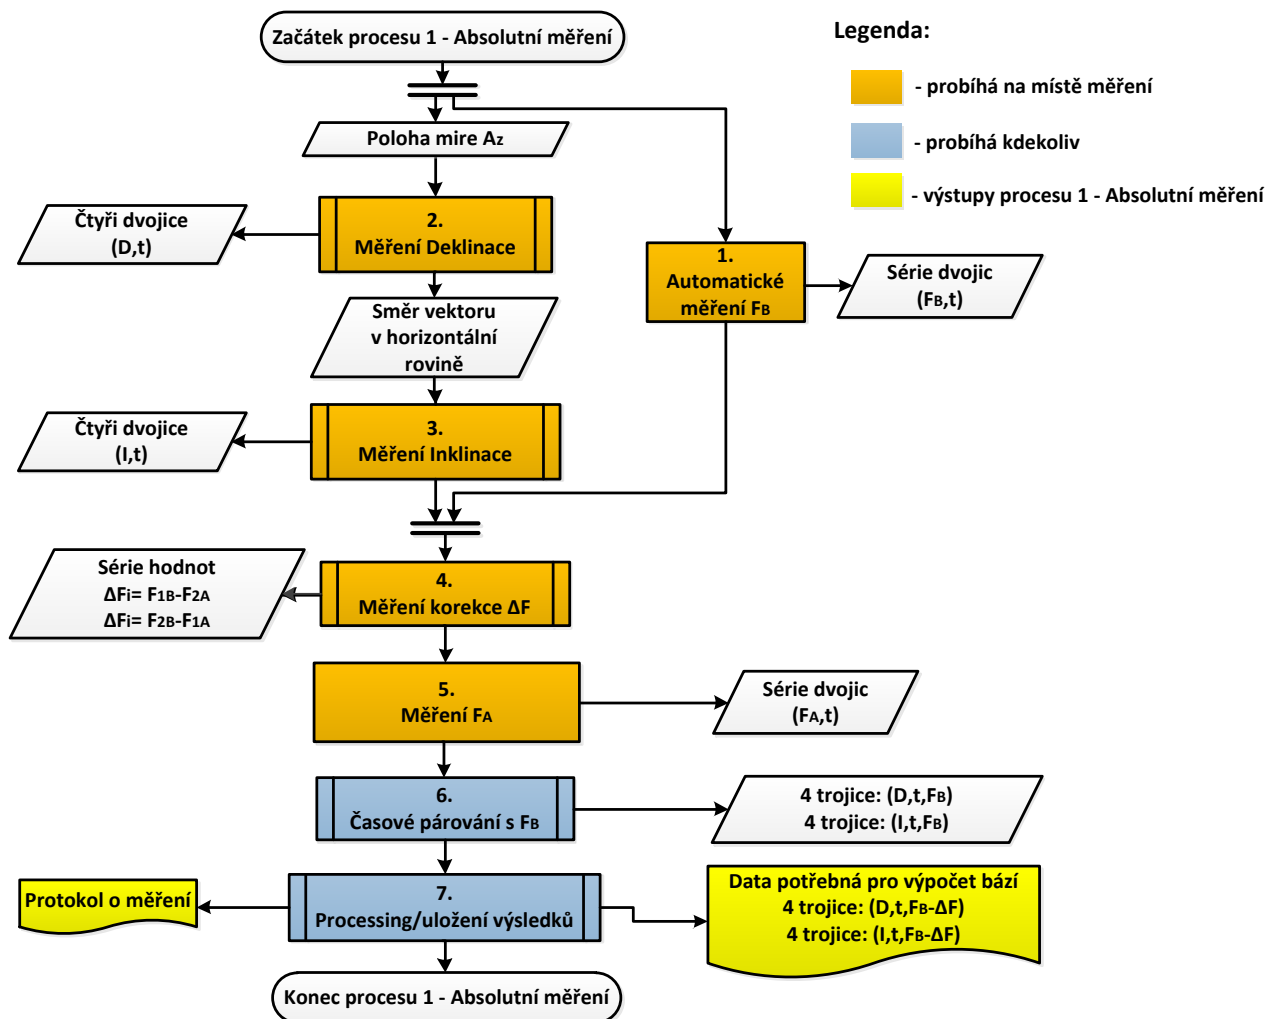 Začátek procesu 1 - Absolutní měření
Legenda:
- probíhá na místě měření
- probíhá kdekoliv
- výstupy procesu 1 - Absolutní měření
Poloha mire Az
Čtyři dvojice
(D,t)
2.
Měření Deklinace
1.
Automatické
měření FB
Série dvojic
(FB,t)
Směr vektoru
v horizontální
rovině
Čtyři dvojice
(I,t)
3.
Měření Inklinace
Série hodnot
ΔFi= F1B-F2A
ΔFi= F2B-F1A
4.
Měření korekce ΔF
5.
Měření FA
Série dvojic
(FA,t)
6.
Časové párování s FB
4 trojice: (D,t,FB)
4 trojice: (I,t,FB)
Protokol o měření
7.
Processing/uložení výsledků
Data potřebná pro výpočet bází
4 trojice: (D,t,FB-ΔF)
4 trojice: (I,t,FB-ΔF)
Konec procesu 1 - Absolutní měření